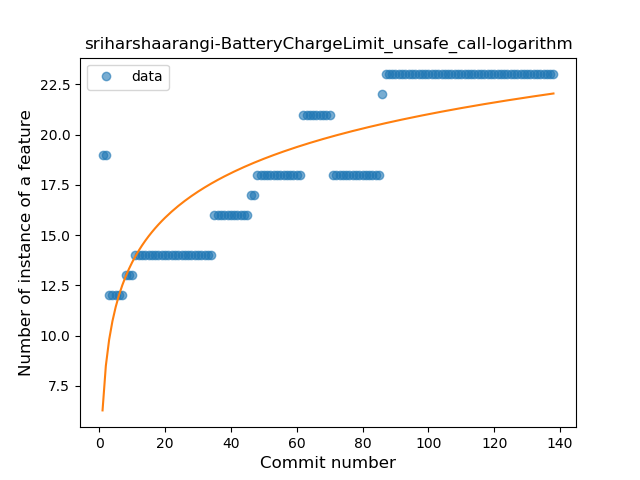 sriharshaarangi-BatteryChargeLimit_unsafe_call-logarithm
data
Number of instance of a feature
22.5
20.0
17.5
15.0
12.5
10.0
7.5
0 20 40 60 80 100 120 140
Commit number